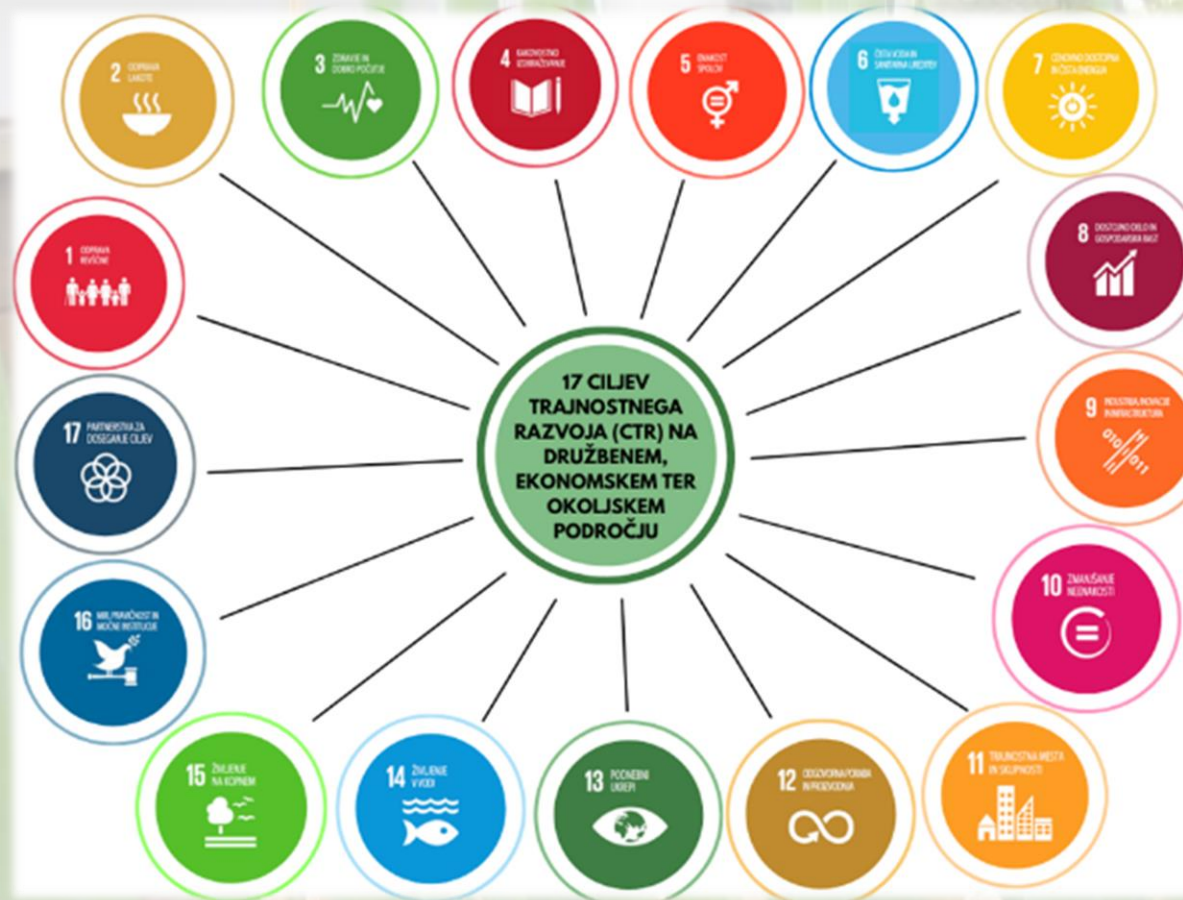 2 ODPRAVA
LAKOTE
3 ZDRAVJE IN
DOBRO POČUTJE
4 KAKOVOSTNO
IZOBRAŽEVANJE
5 ENAKOST
SPOLOV
6 ČISTA VODA IN
SANITARNA UREDITEV
7 CENOVNO DOSTOPNA
IN ČISTA ENERGIJA
1 ODPRAVA
REVŠČINE
8 DOSTOJNO DELO IN
GOSPODARSKA RAST
17 CILJEV
TRAJNOSTNEGA
RAZVOJA (CTR) NA
DRUŽBENEM,
EKONOMSKEM TER
OKOLJSKEM
PODROČJU
17 PARTNERSTVA ZA
DOSEGANJE CILJEV
9 INDUSTRIJA, INOVACIJE
IN INFRASTRUKTURA
010 011
16 MIR, PRAVIČNOST IN
MOČNE INSTITUCIJE
10 ZMANJŠANJE
NEENAKOSTI
15 ŽIVLJENJE
NA KOPNEM
14 ŽIVLJENJE
V VODI
13 PODNEBNI
UKREPI
12 ODGOVORNA PORABA
IN PROIZVODNJA
11 TRAJNOSTNA MESTA
IN SKUPNOSTI